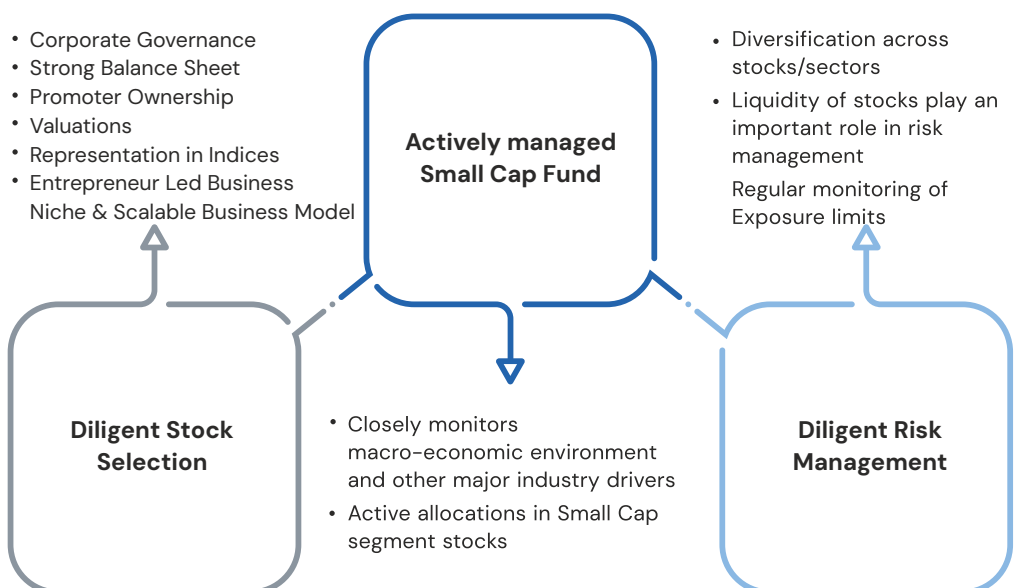 • Corporate Governance
• Strong Balance Sheet
• Promoter Ownership
• Valuations
• Representation in Indices
• Entrepreneur Led Business
Niche & Scalable Business Model
Actively managed
Small Cap Fund
• Diversification across
stocks/sectors
• Liquidity of stocks play an
important role in risk
management
Regular monitoring of
Exposure limits
Diligent Stock
Selection
• Closely monitors
macro-economic environment
and other major industry drivers
• Active allocations in Small Cap
segment stocks
Diligent Risk
Management